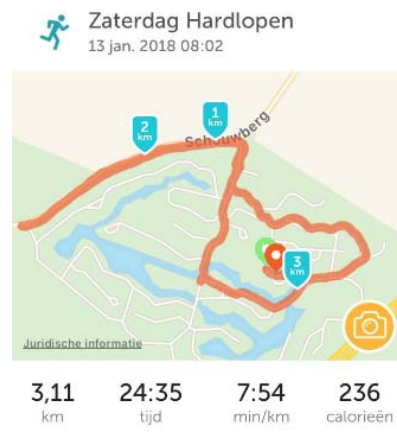 Zaterdag Hardlopen
13 jan. 2018 08:02
1
km
2
km
Schouwberg
3
km
Juridische informatie
3,11 24:35 7:54 236
km tijd min/km calorieën